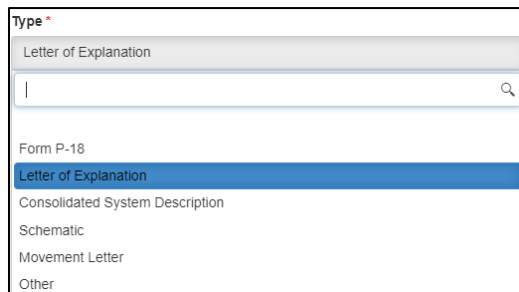 Type *
Letter of Explanation
Form P-18
Letter of Explanation
Consolidated System Description
Schematic
Movement Letter
Other